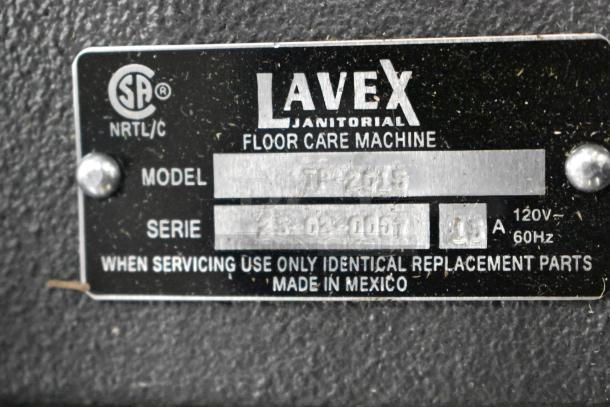 SA®
NRTL/C
LAVEX
JANITORIAL
FLOOR CARE MACHINE
MODEL
SERIE
A 120V~
60Hz
WHEN SERVICING USE ONLY IDENTICAL REPLACEMENT PARTS
MADE IN MEXICO